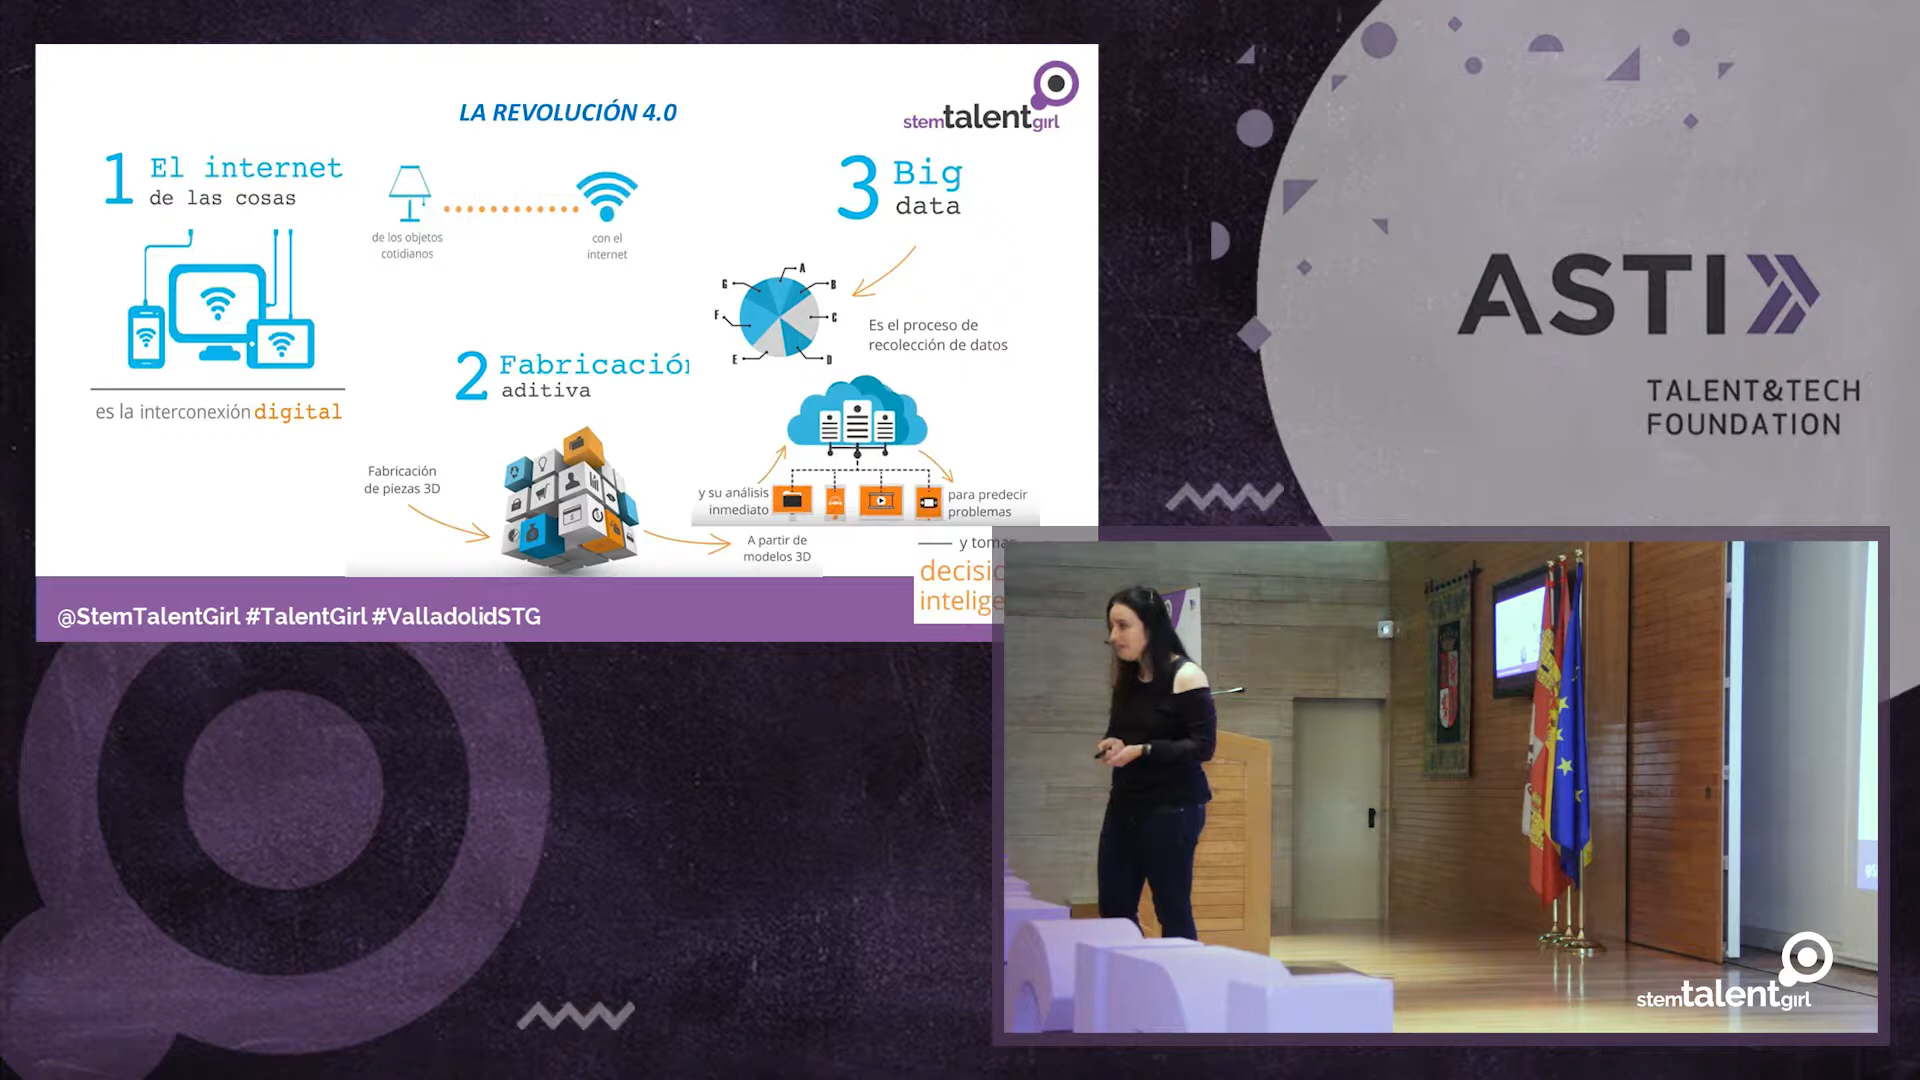 LA REVOLUCIÓN 4.0
stemtalentgirl
1 El internet
de las cosas
de los objetos
cotidianos
con el
internet
es la interconexión digital
2 Fabricación
aditiva
Fabricación
de piezas 3D
A partir de
modelos 3D
3 Big
data
A
B
C
D
E
F
G
Es el proceso de
recolección de datos
y su análisis
inmediato
para predecir
problemas
y toma
decisio
intelige
@StemTalentGirl #TalentGirl #ValladolidSTG
ASTI
TALENT&TECH
FOUNDATION
stemtalentgirl